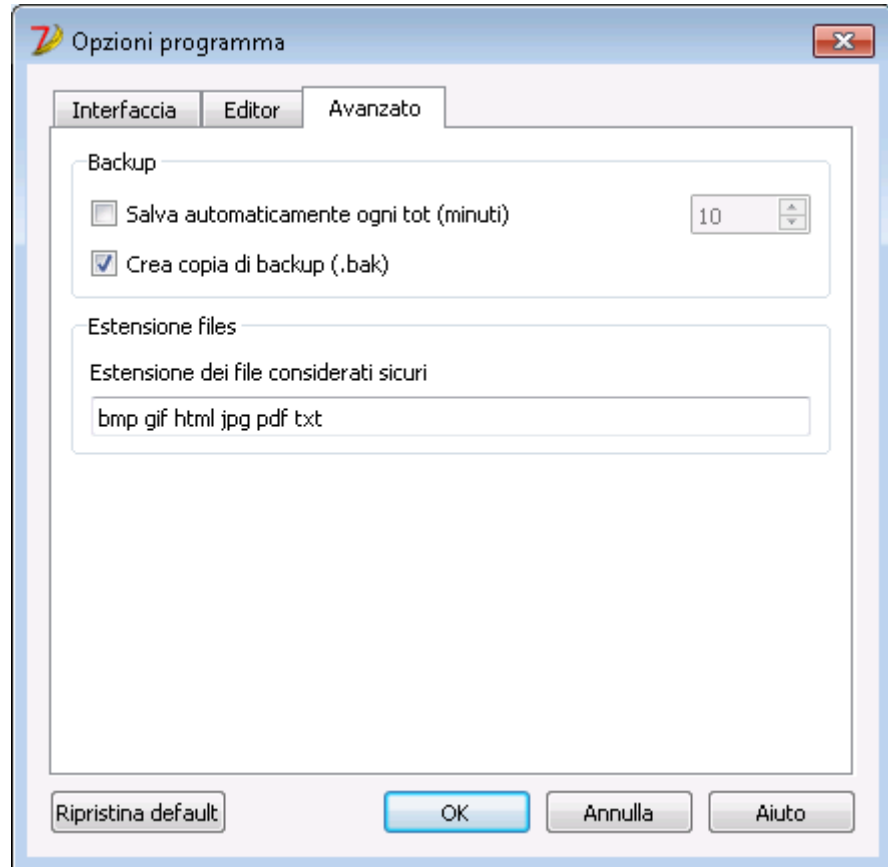 Opzioni programma
Interfaccia Editor Avanzato
Backup
Salva automaticamente ogni tot (minuti) 10
Crea copia di backup (.bak)
Estensione files
Estensione dei file considerati sicuri
bmp gif html jpg pdf txt
Ripristina default OK Annulla Aiuto